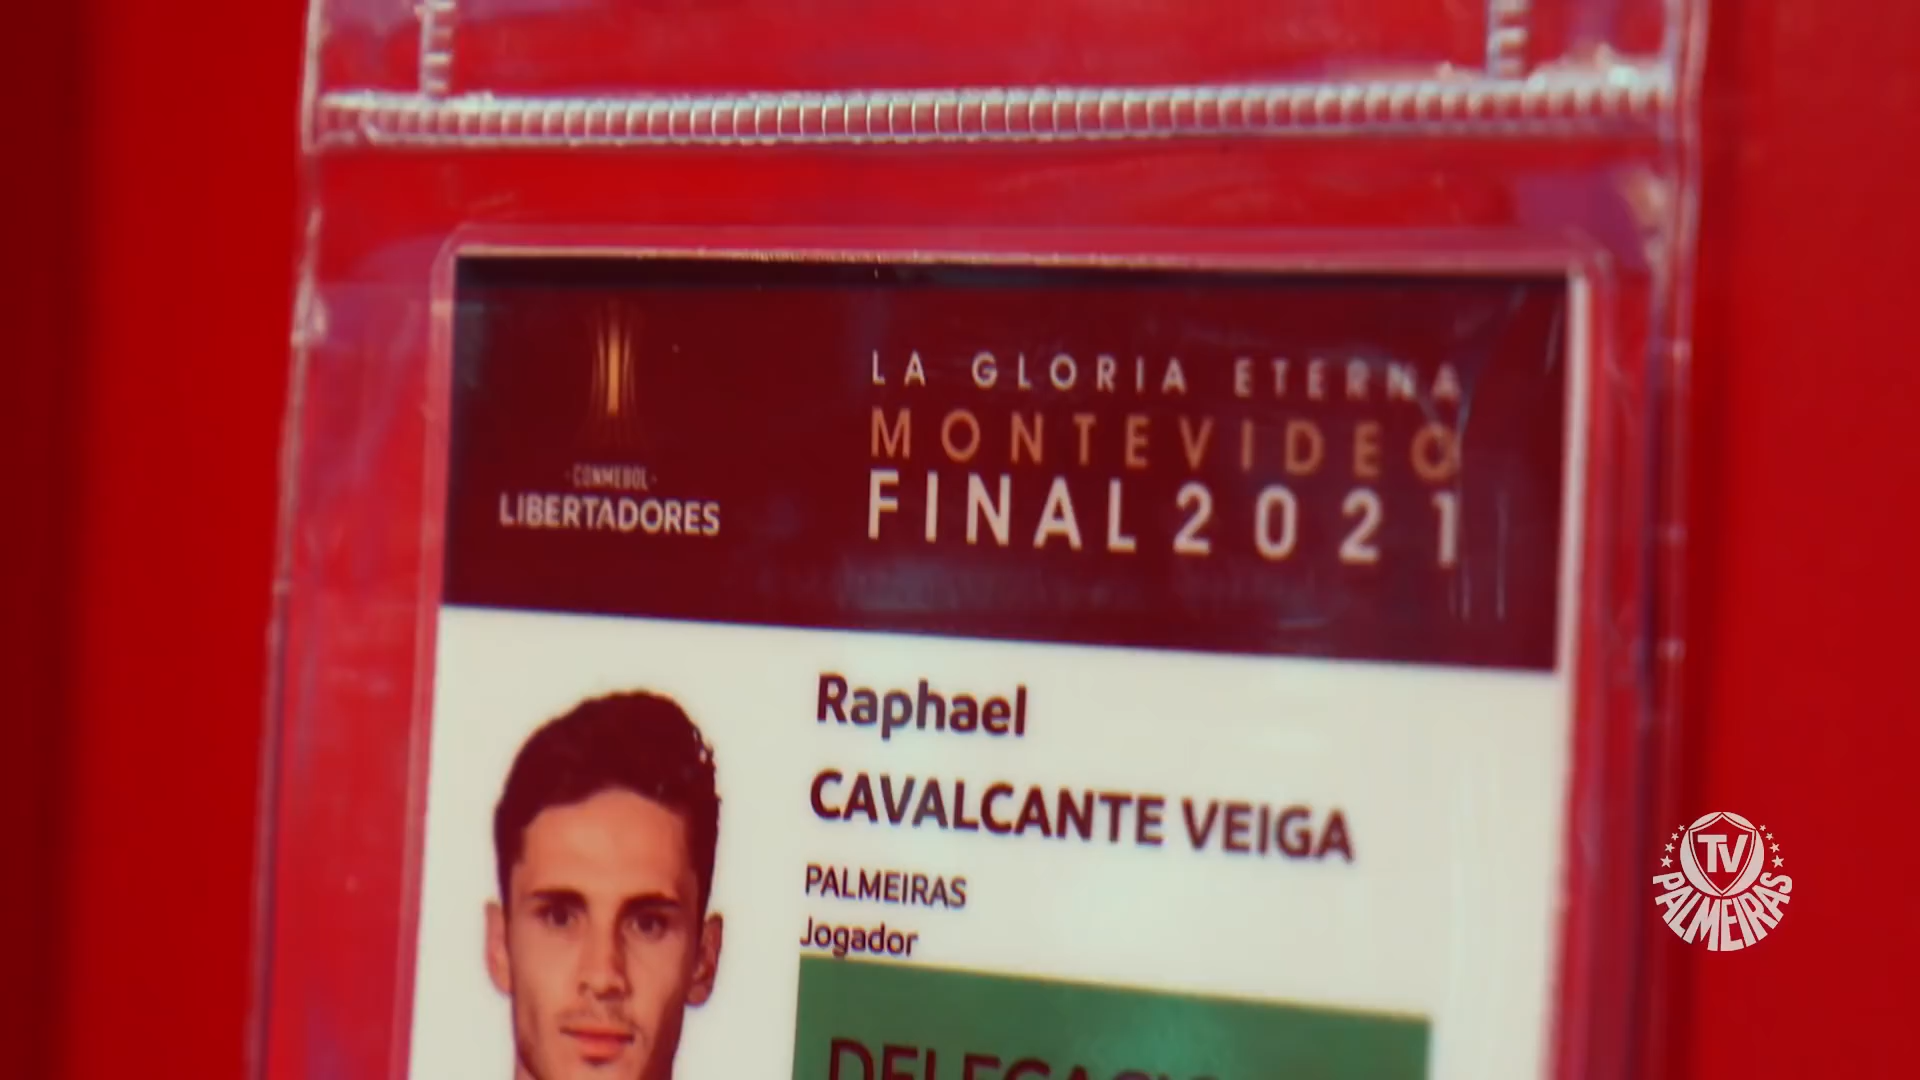 LA GLORIA ETERNA
MONTEVIDEO
FINAL 2021
·CONMEBOL·
LIBERTADORES
Raphael
CAVALCANTE VEIGA
PALMEIRAS
Jogador
TV
PALMEIRAS